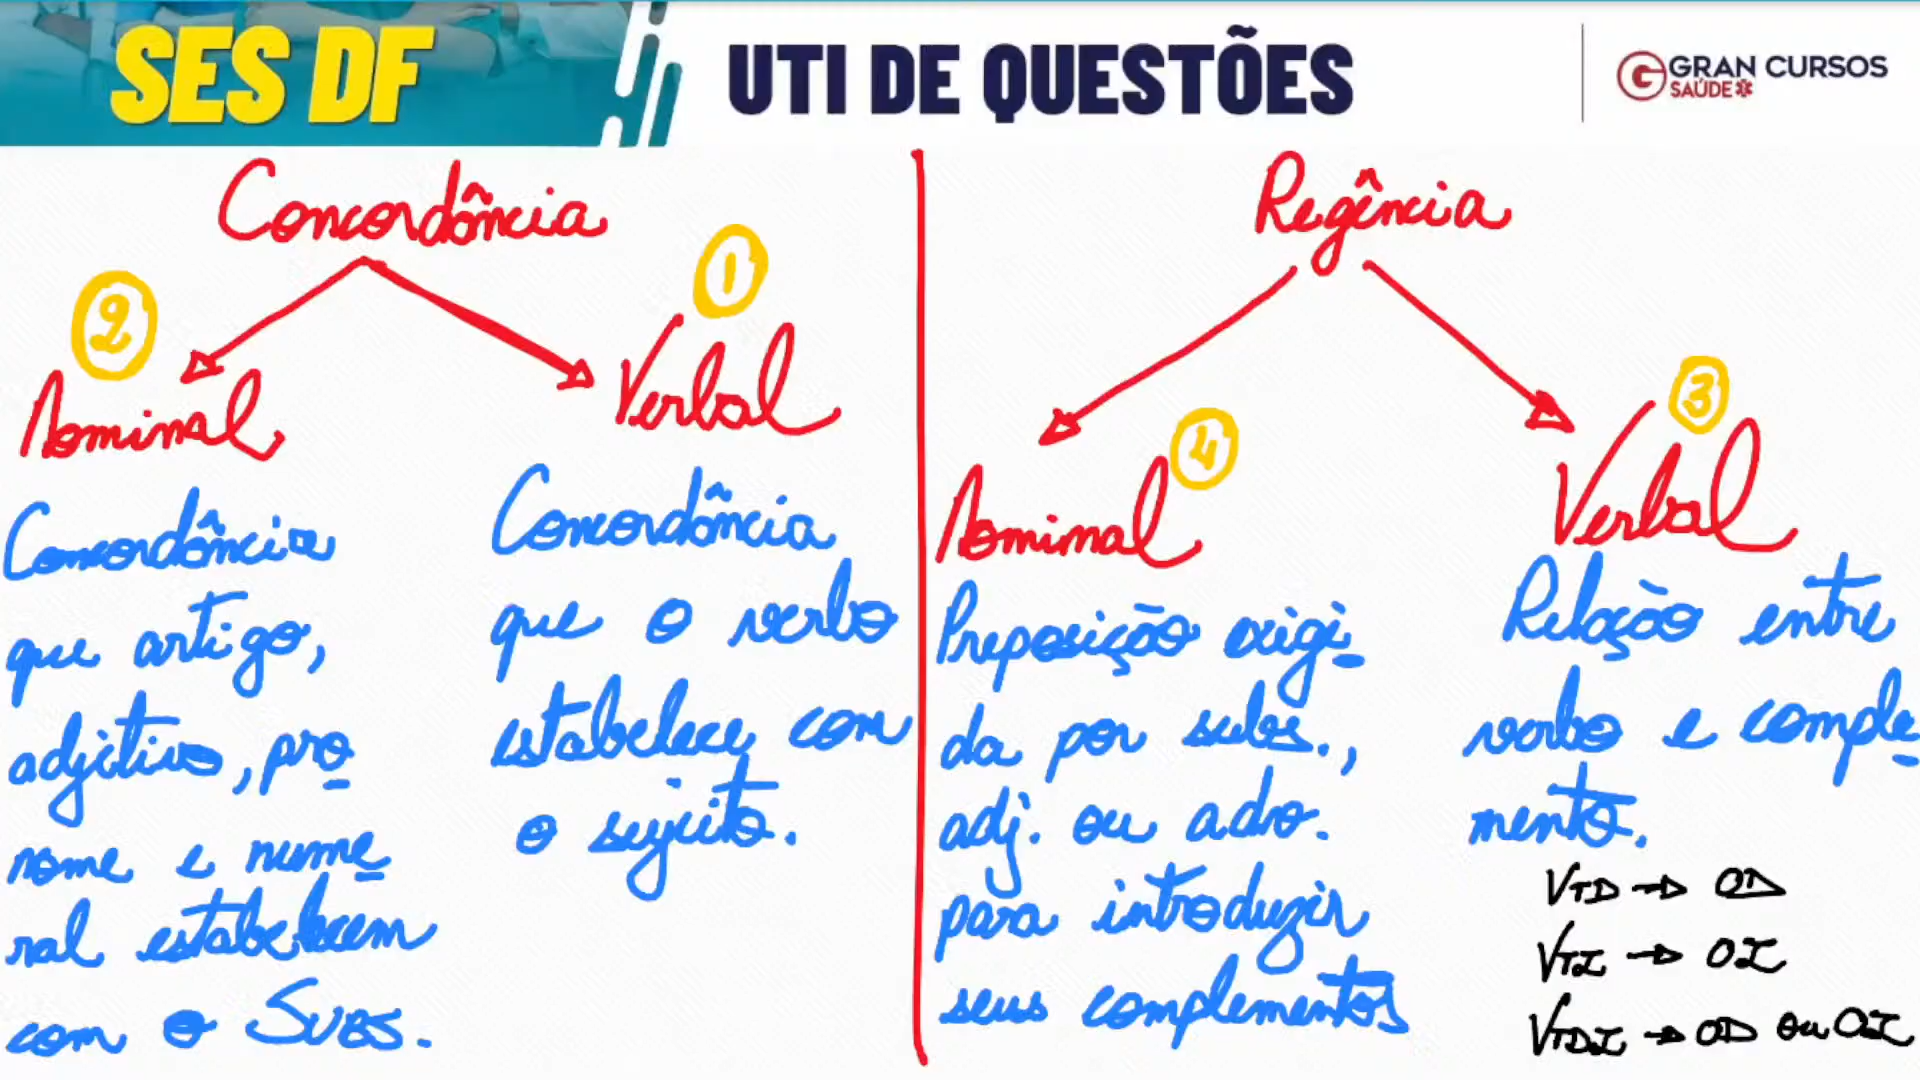 SES DF
UTI DE QUESTÕES
GRAN CURSOS
SAÚDE
Concordância
2
Nominal
Concordância
que artigo,
adjetivo, pro
nome e nume
ral estabelecem
com o SUBS.
1
Verbal
Concordância
que o verbo
estabelece com
o sujeito.
Regência
4
Nominal
Preposição exigi
da por subs.,
adj. ou adv.
para introduzir
seus complementos
3
Verbal
Relação entre
verbo e comple
mento.
VTD → OD
VTI → OI
VTDI → OD ou OI